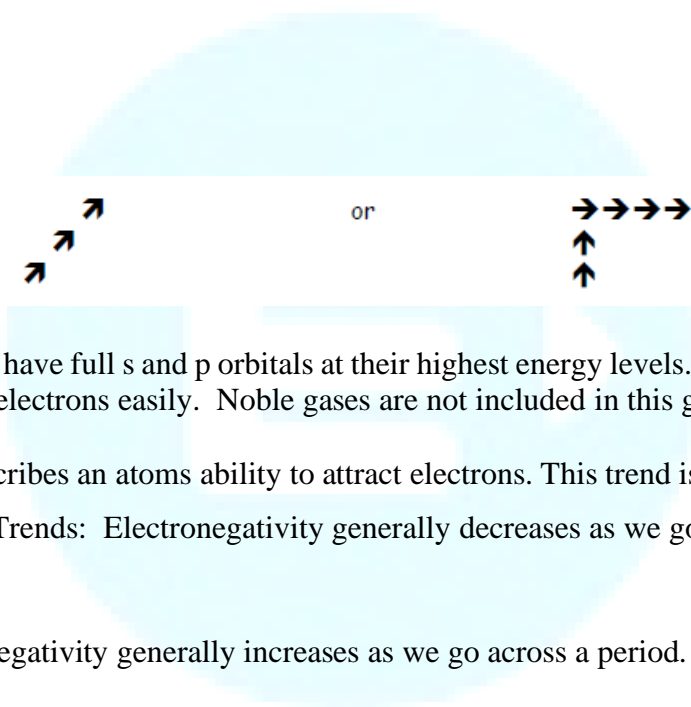 or
have full s and p orbitals at their highest energy levels.
electrons easily. Noble gases are not included in this g
cribes an atoms ability to attract electrons. This trend is
Trends: Electronegativity generally decreases as we go
egativity generally increases as we go across a period.